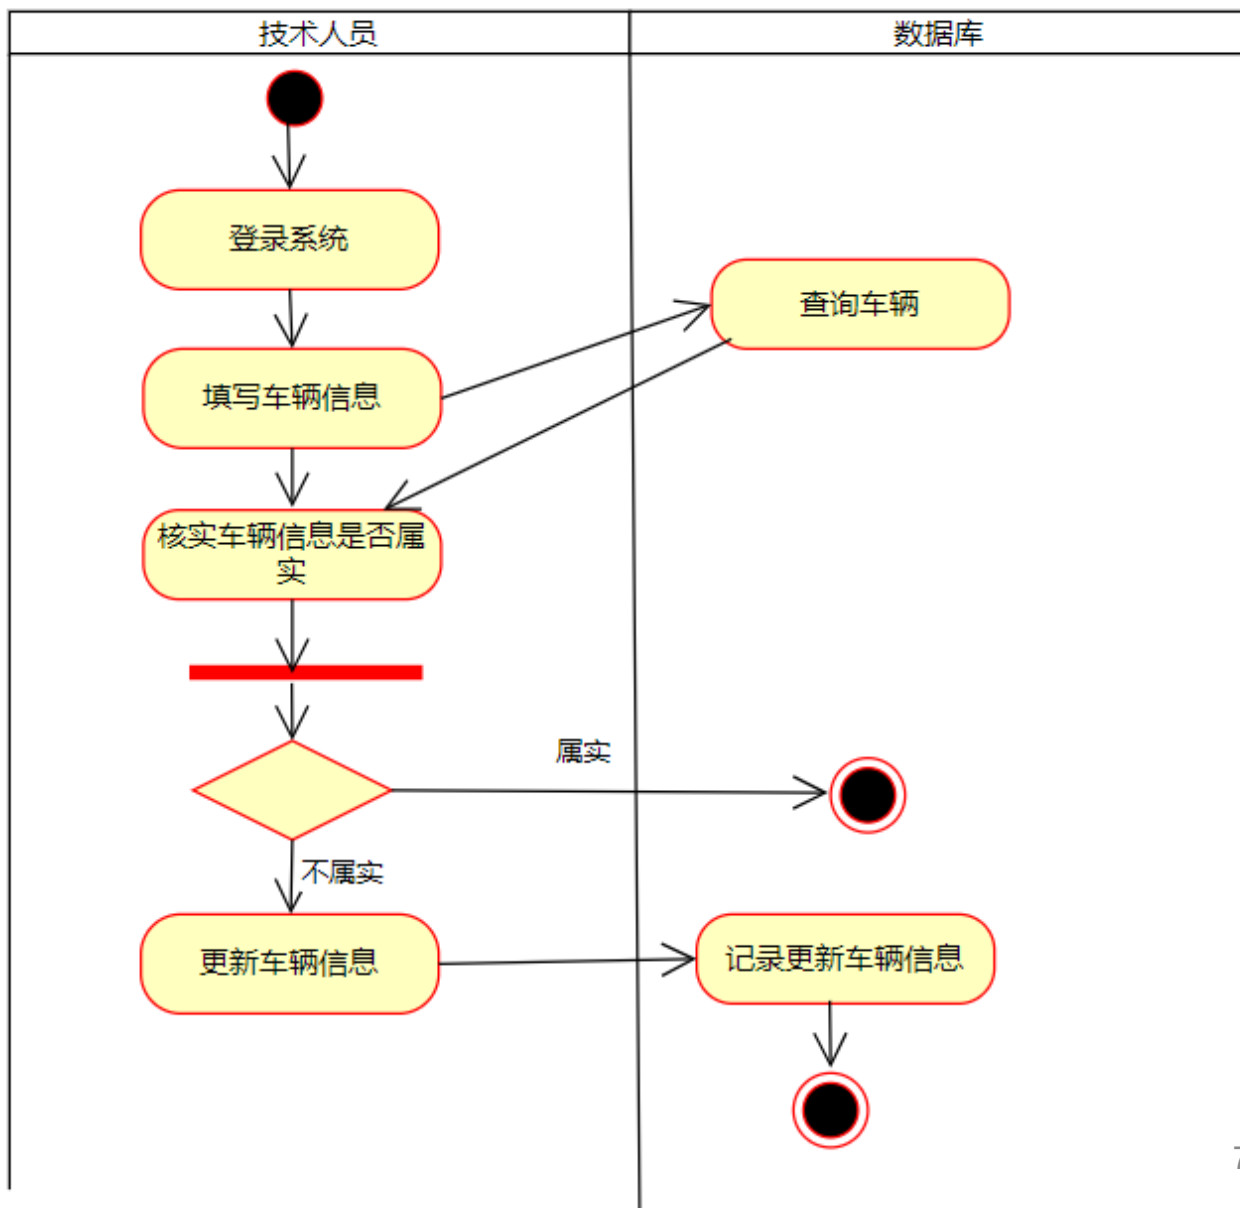 技术人员
数据库
登录系统
查询车辆
填写车辆信息
核实车辆信息是否属
实
属实
不属实
更新车辆信息
记录更新车辆信息